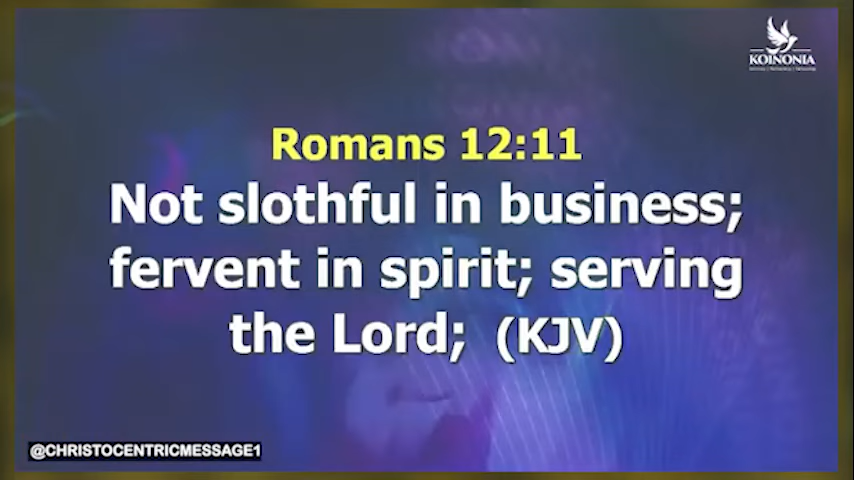 KOINONIA
Romans 12:11
Not slothful in business;
fervent in spirit; serving
the Lord; (KJV)
@CHRISTOCENTRICMESSAGE1